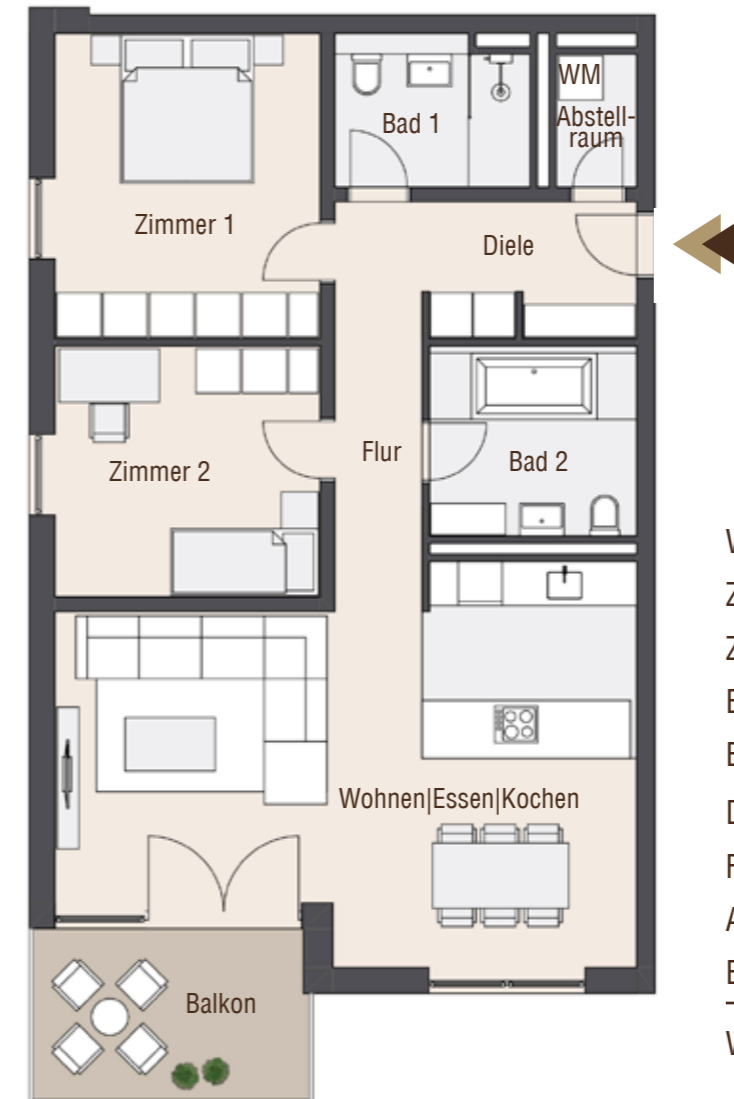 WM
Abstell-
raum
Bad 1
Zimmer 1
Diele
Flur
Bad 2
Zimmer 2
Wohnen|Essen|Kochen
Balkon
W
Z
Z
B
B
D
F
A
B
W